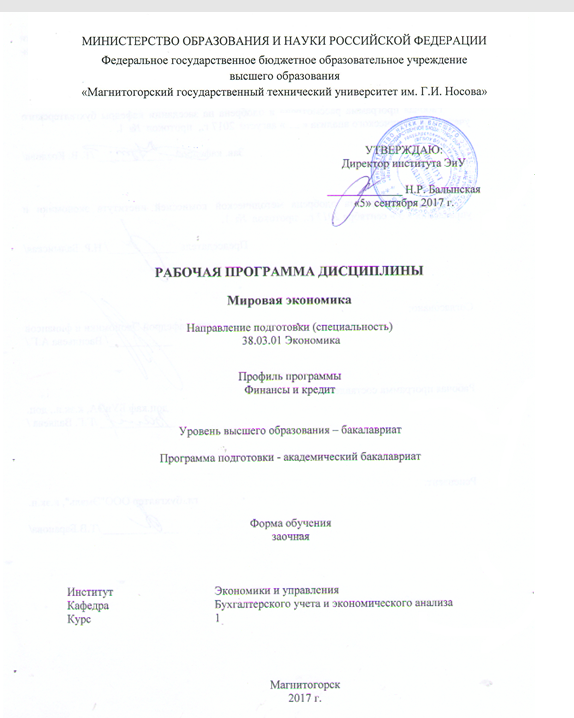 МИНИСТЕРСТВО ОБРАЗОВАНИЯ И НАУКИ РОССИЙСКОЙ ФЕДЕРАЦИИ
Федеральное государственное бюджетное образовательное учреждение
высшего образования
«Магнитогорский государственный технический университет им. Г.И. Носова»
УТВЕРЖДАЮ:
Директор института ЭиУ
Н.Р. Балынская
«5» сентября 2017 г.
РАБОЧАЯ ПРОГРАММА ДИСЦИПЛИНЫ
Мировая экономика
Направление подготовки (специальность)
38.03.01 Экономика
Профиль программы
Финансы и кредит
Уровень высшего образования – бакалавриат
Программа подготовки - академический бакалавриат
Форма обучения
заочная
Институт Экономики и управления
Кафедра Бухгалтерского учета и экономического анализа
Курс 1
Магнитогорск
2017 г.